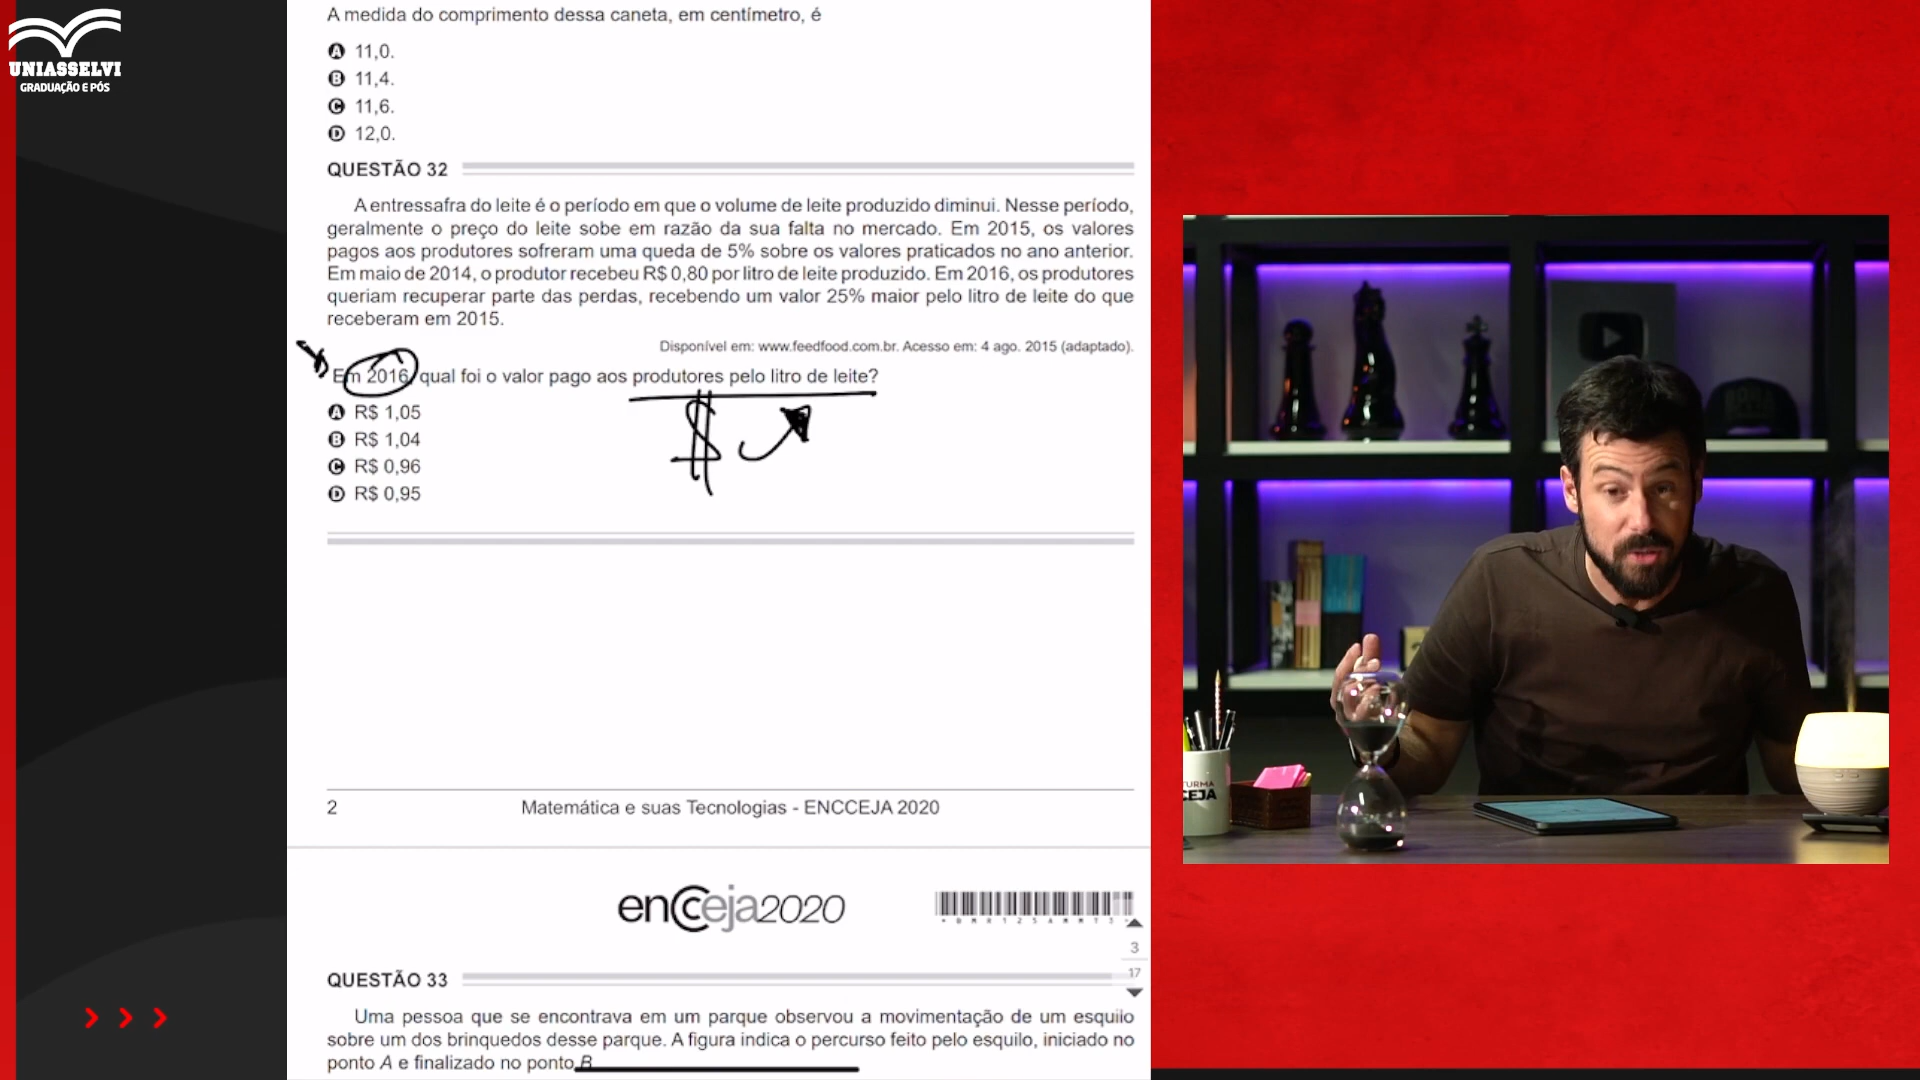 UNIASSELVI
GRADUAÇÃO E PÓS
A medida do comprimento dessa caneta, em centímetro, é
A 11,0.
B 11,4.
C 11,6.
D 12,0.
QUESTÃO 32
A entressafra do leite é o período em que o volume de leite produzido diminui. Nesse período,
geralmente o preço do leite sobe em razão da sua falta no mercado. Em 2015, os valores
pagos aos produtores sofreram uma queda de 5% sobre os valores praticados no ano anterior.
Em maio de 2014, o produtor recebeu R$ 0,80 por litro de leite produzido. Em 2016, os produtores
queriam recuperar parte das perdas, recebendo um valor 25% maior pelo litro de leite do que
receberam em 2015.
Disponível em: www.feedfood.com.br. Acesso em: 4 ago. 2015 (adaptado).
Em 2016, qual foi o valor pago aos produtores pelo litro de leite?
A R$ 1,05
B R$ 1,04
C R$ 0,96
D R$ 0,95
$
2 Matemática e suas Tecnologias - ENCCEJA 2020
encceja2020
3
17
QUESTÃO 33
Uma pessoa que se encontrava em um parque observou a movimentação de um esquilo
sobre um dos brinquedos desse parque. A figura indica o percurso feito pelo esquilo, iniciado no
ponto A e finalizado no ponto B
TURMA
CEJA